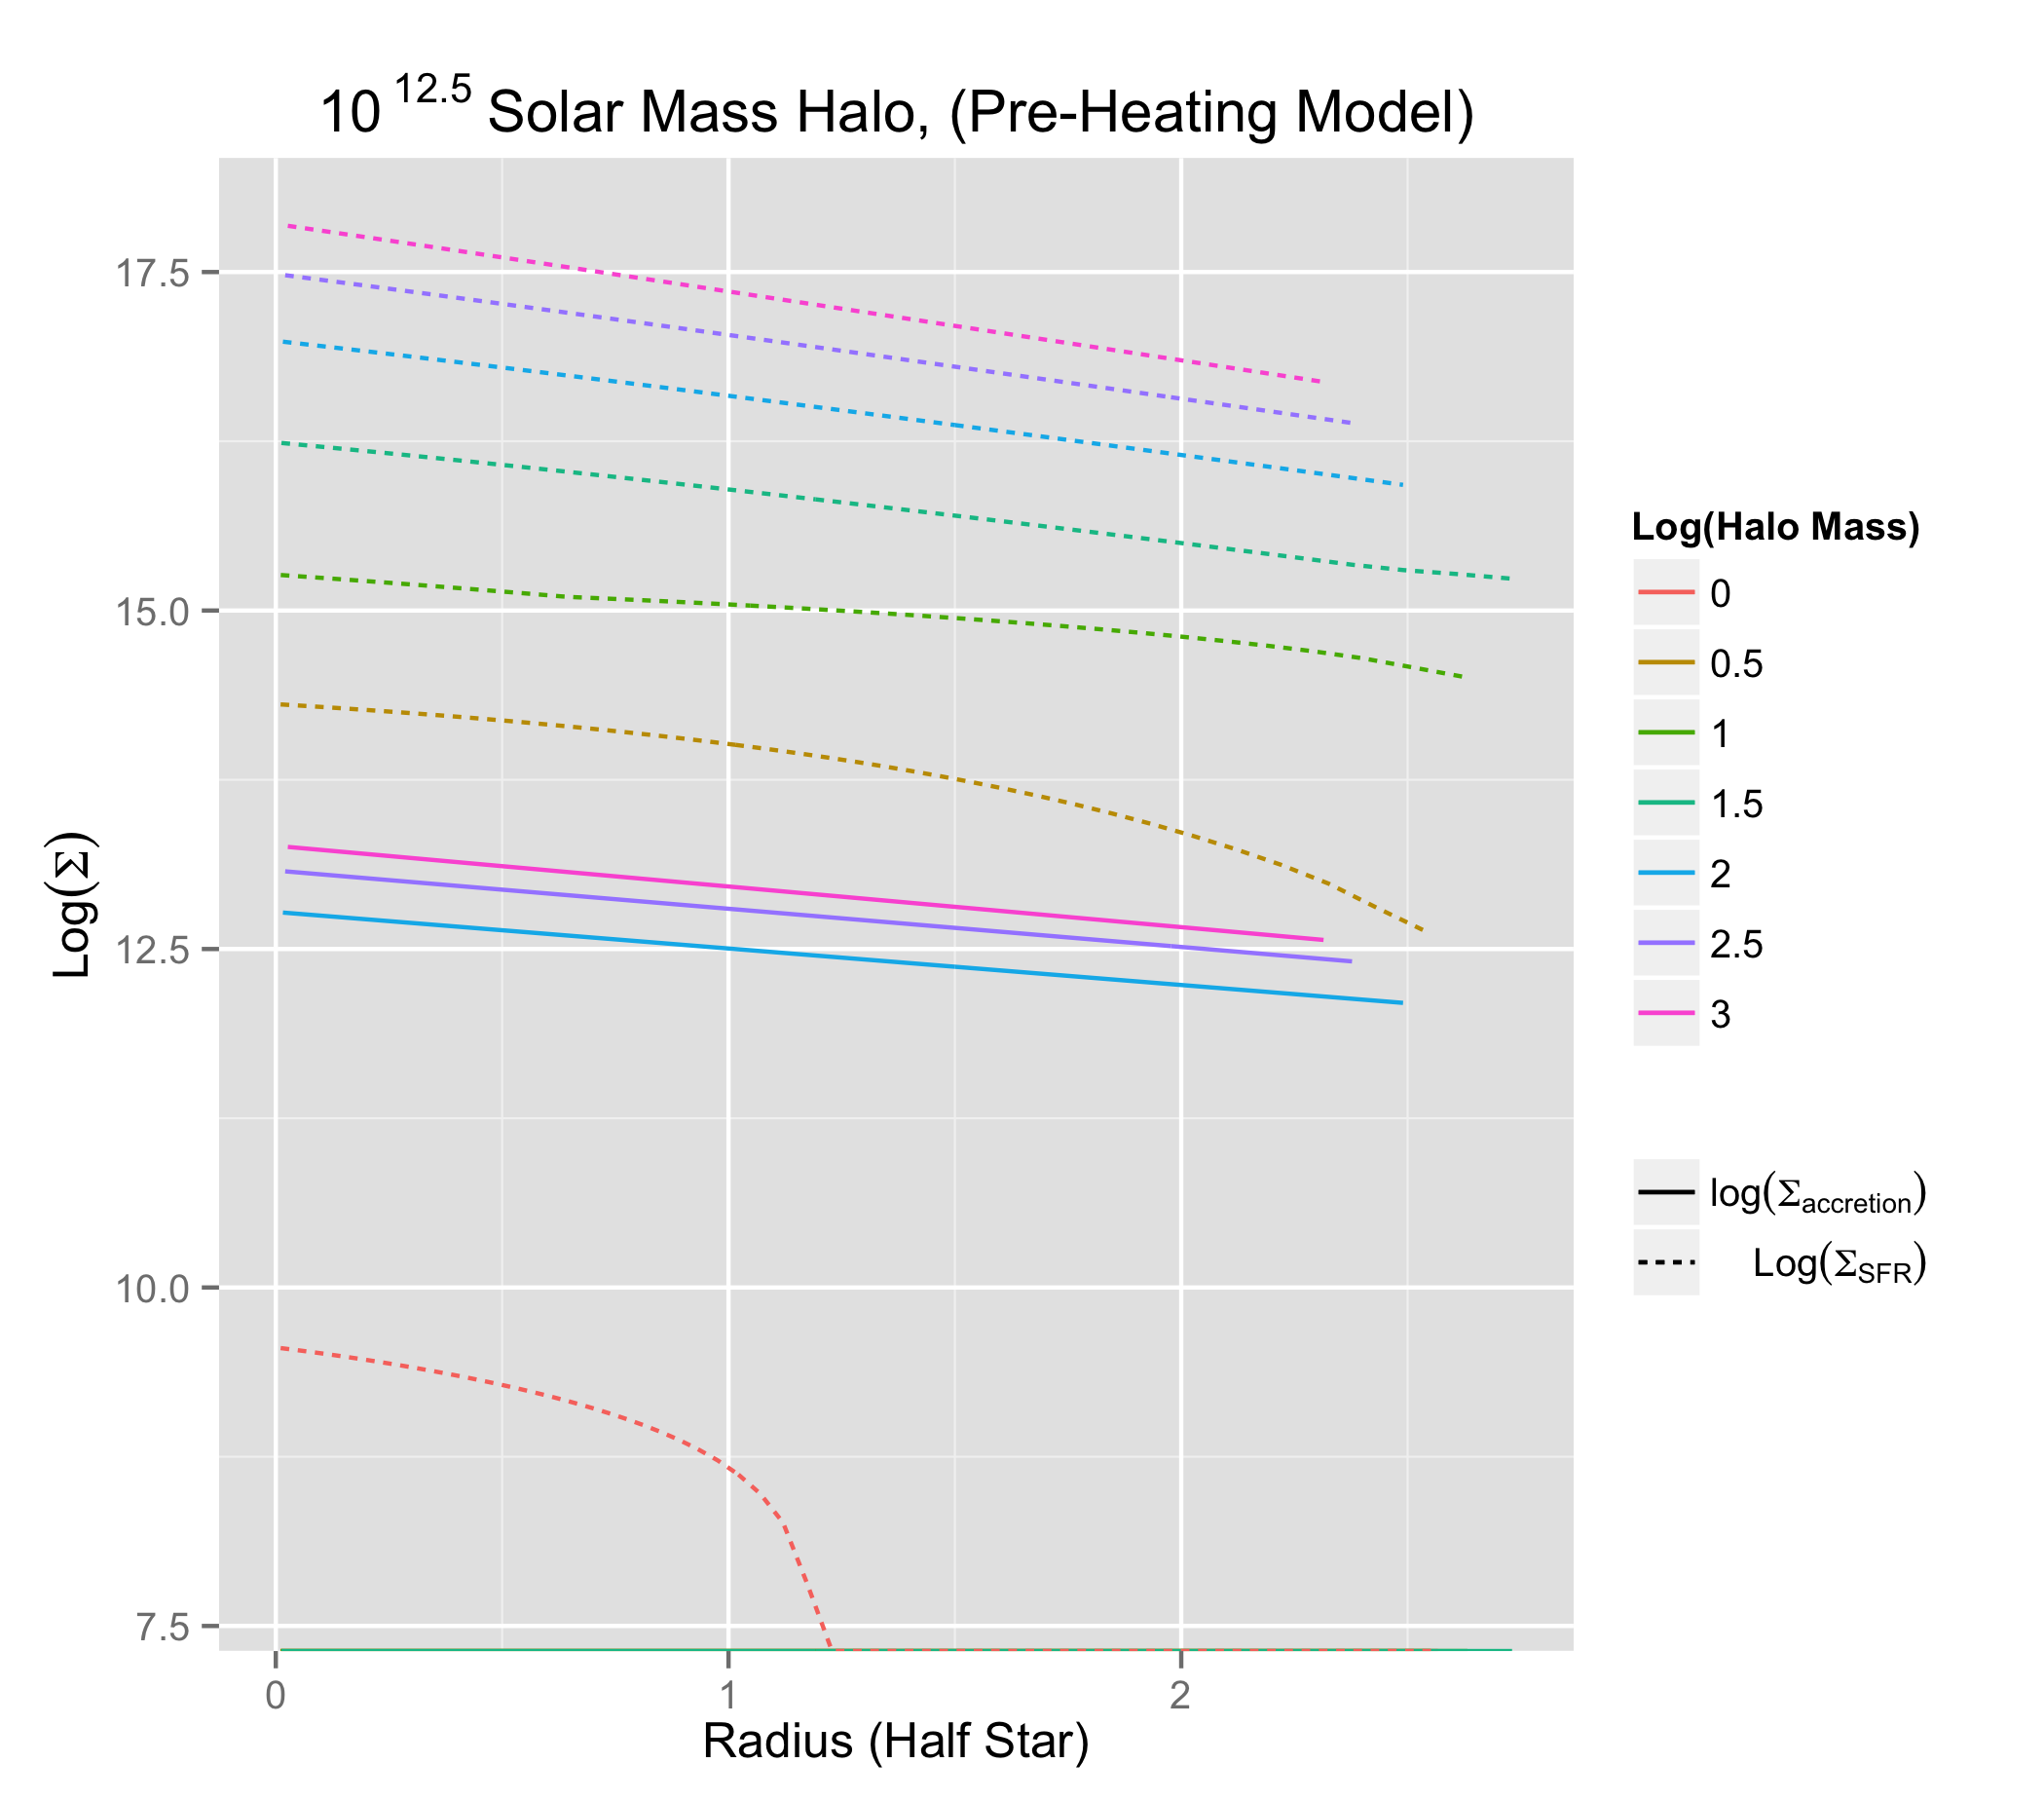 10 12.5 Solar Mass Halo, (Pre-Heating Model)
17.5
15.0
12.5
10.0
7.5
Log(Σ)
0 1 2
Radius (Half Star)
Log(Halo Mass)
0
0.5
1
1.5
2
2.5
3
log(Σaccretion)
Log(ΣSFR)